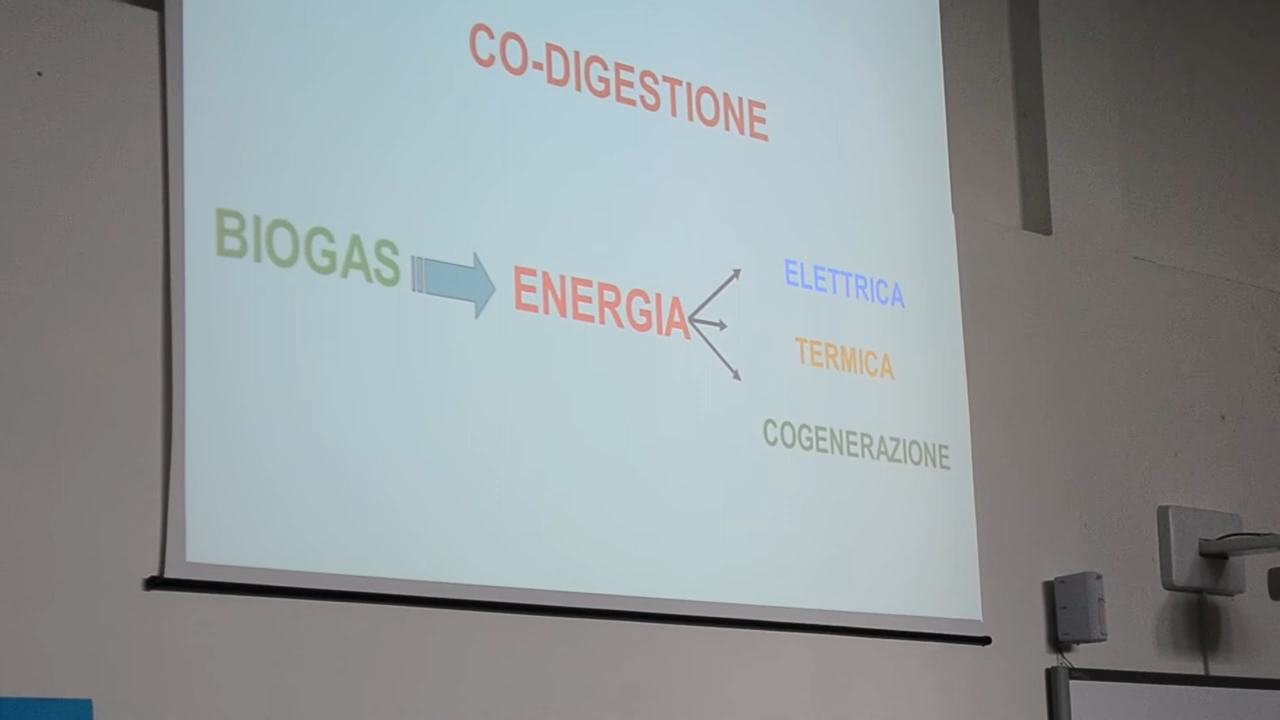 CO-DIGESTIONE
BIOGAS
ENERGIA
ELETTRICA
TERMICA
COGENERAZIONE